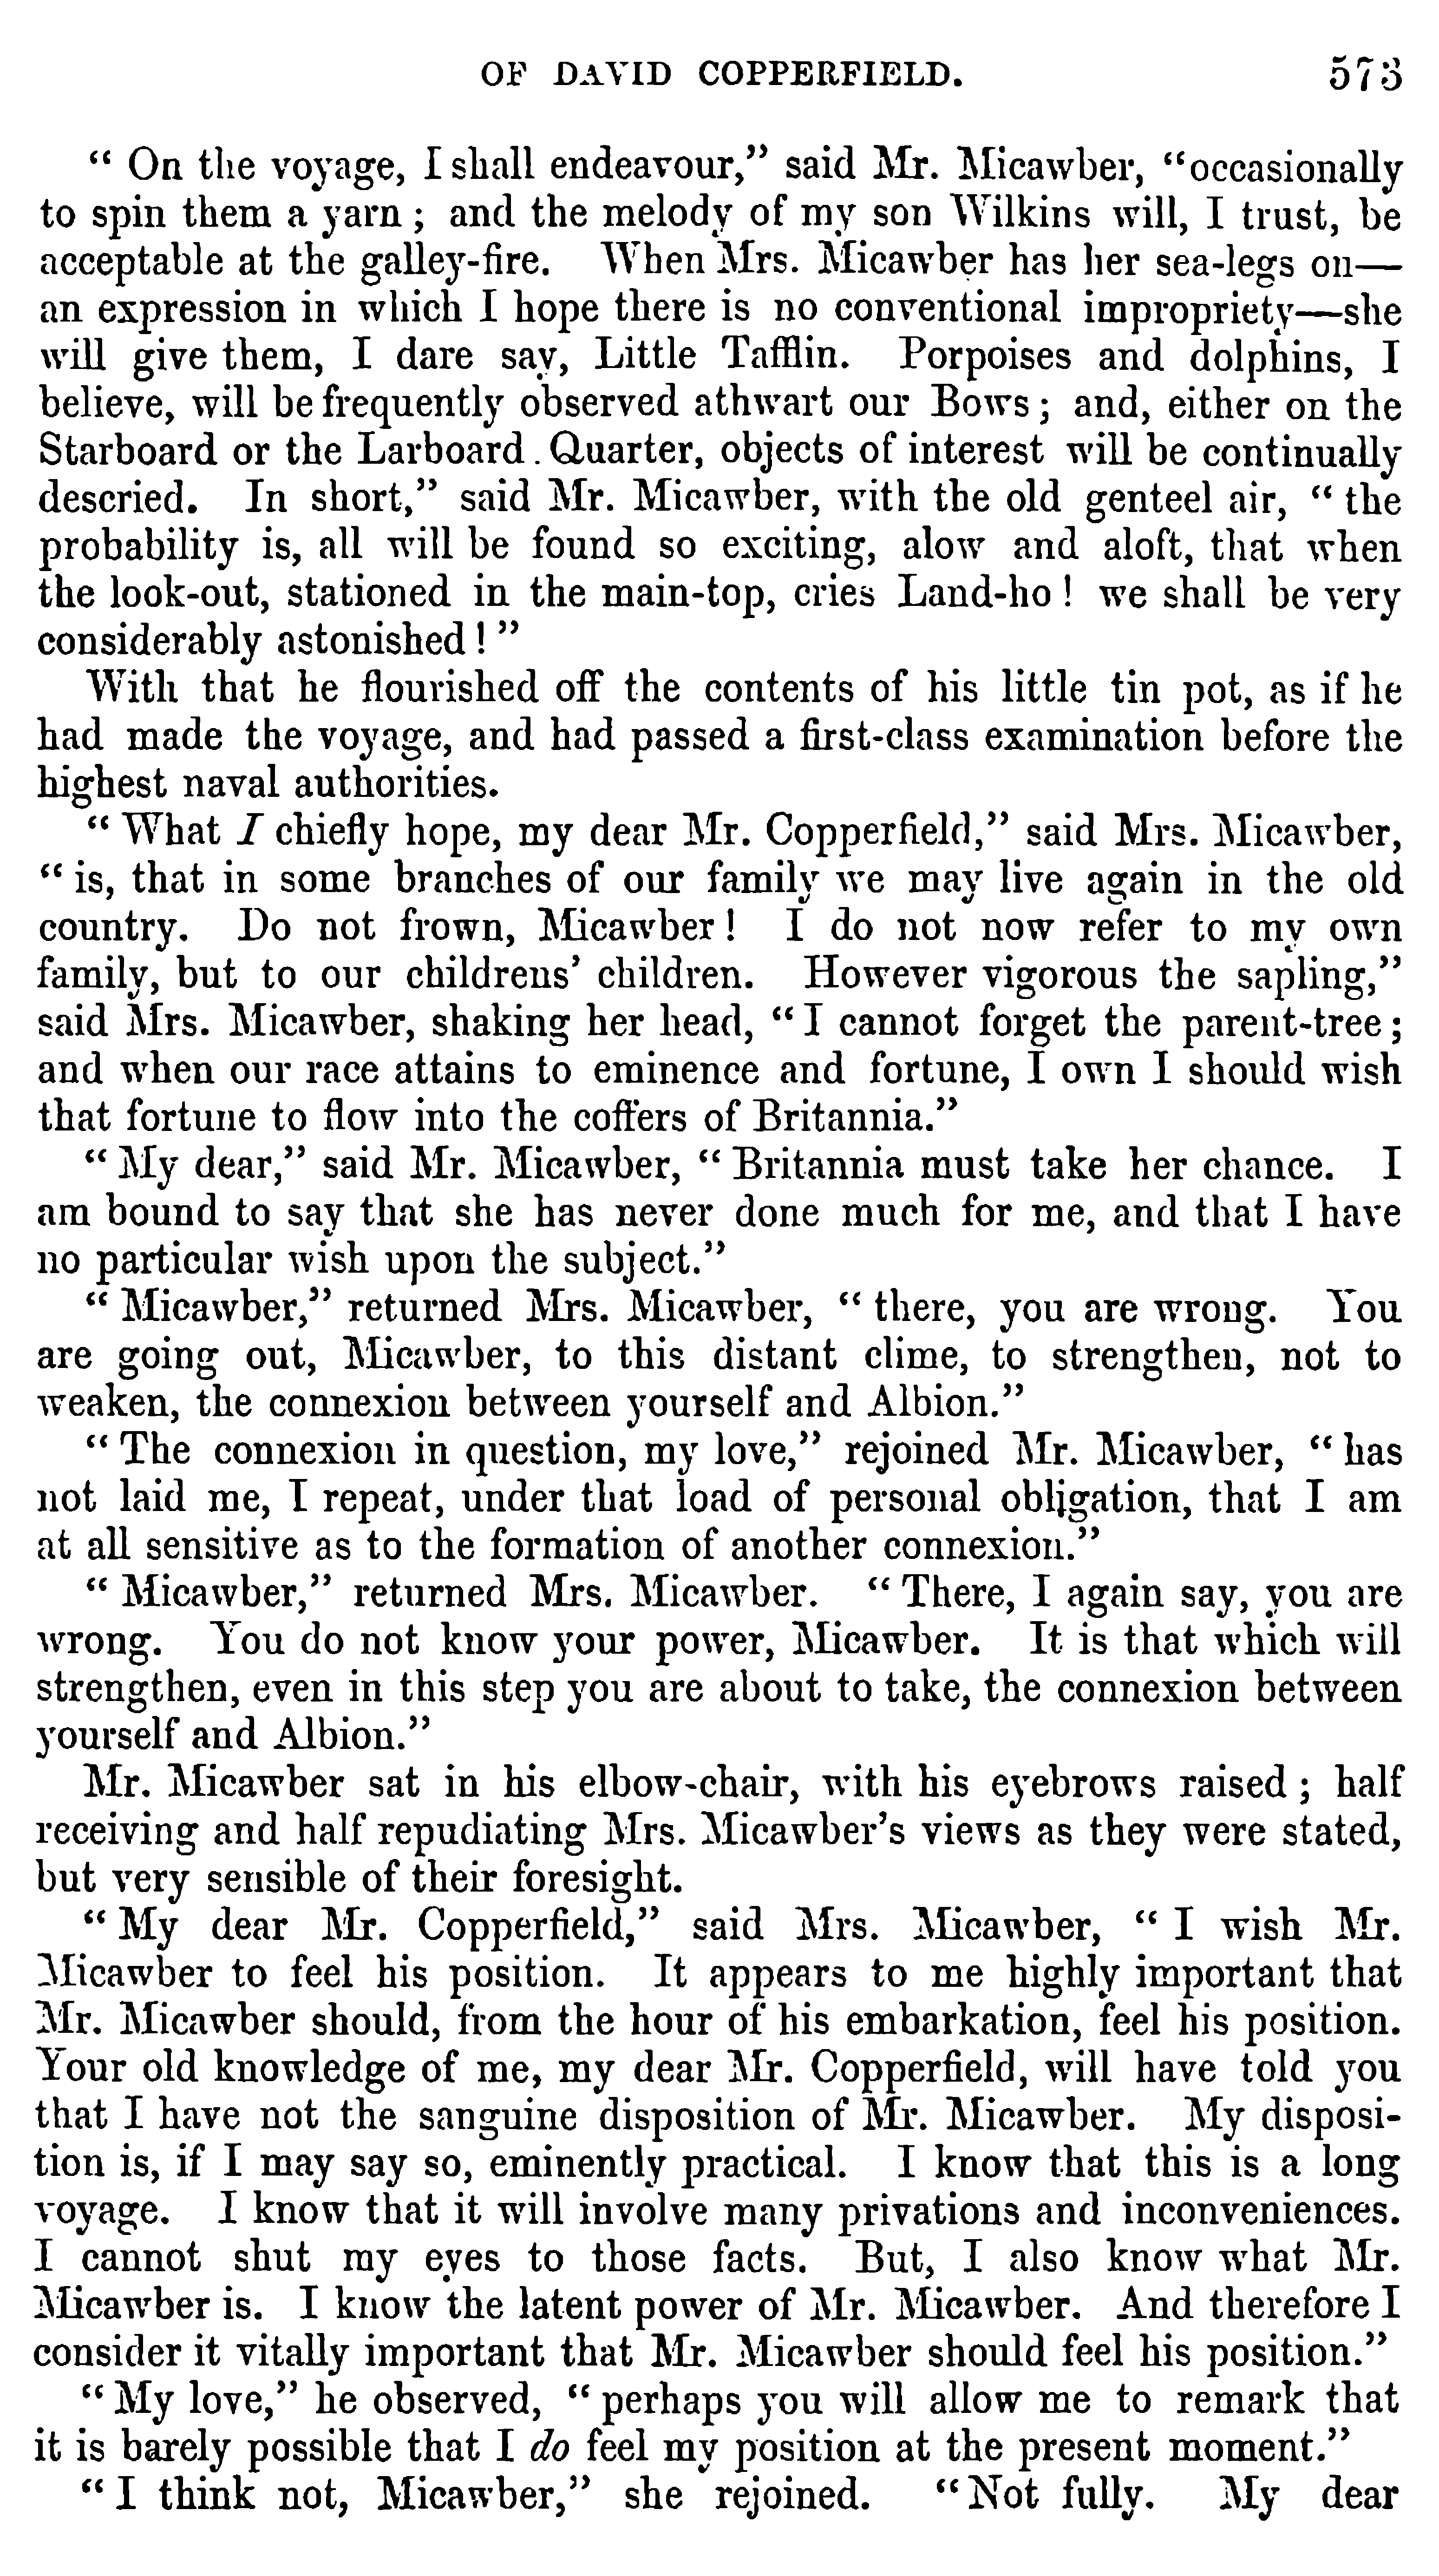 OF DAVID COPPERFIELD. 573
“ On the voyage, I shall endeavour,” said Mr. Micawber, “occasionally
to spin them a yarn ; and the melody of my son Wilkins will, I trust, be
acceptable at the galley-fire. When Mrs. Micawber has her sea-legs on—
an expression in which I hope there is no conventional impropriety—she
will give them, I dare say, Little Tafflin. Porpoises and dolphins, I
believe, will be frequently observed athwart our Bows ; and, either on the
Starboard or the Larboard . Quarter, objects of interest will be continually
descried. In short,” said Mr. Micawber, with the old genteel air, “ the
probability is, all will be found so exciting, alow and aloft, that when
the look-out, stationed in the main-top, cries Land-ho ! we shall be very
considerably astonished ! ”
With that he flourished off the contents of his little tin pot, as if he
had made the voyage, and had passed a first-class examination before the
highest naval authorities.
“ What I chiefly hope, my dear Mr. Copperfield,” said Mrs. Micawber,
“ is, that in some branches of our family we may live again in the old
country. Do not frown, Micawber ! I do not now refer to my own
family, but to our childrens’ children. However vigorous the sapling,”
said Mrs. Micawber, shaking her head, “ I cannot forget the parent-tree ;
and when our race attains to eminence and fortune, I own I should wish
that fortune to flow into the coffers of Britannia.”
“ My dear,” said Mr. Micawber, “ Britannia must take her chance. I
am bound to say that she has never done much for me, and that I have
no particular wish upon the subject.”
“ Micawber,” returned Mrs. Micawber, “ there, you are wrong. You
are going out, Micawber, to this distant clime, to strengthen, not to
weaken, the connexion between yourself and Albion.”
“ The connexion in question, my love,” rejoined Mr. Micawber, “ has
not laid me, I repeat, under that load of personal obligation, that I am
at all sensitive as to the formation of another connexion.”
“ Micawber,” returned Mrs. Micawber. “ There, I again say, you are
wrong. You do not know your power, Micawber. It is that which will
strengthen, even in this step you are about to take, the connexion between
yourself and Albion.”
Mr. Micawber sat in his elbow-chair, with his eyebrows raised ; half
receiving and half repudiating Mrs. Micawber’s views as they were stated,
but very sensible of their foresight.
“ My dear Mr. Copperfield,” said Mrs. Micawber, “ I wish Mr.
Micawber to feel his position. It appears to me highly important that
Mr. Micawber should, from the hour of his embarkation, feel his position.
Your old knowledge of me, my dear Mr. Copperfield, will have told you
that I have not the sanguine disposition of Mr. Micawber. My disposi-
tion is, if I may say so, eminently practical. I know that this is a long
voyage. I know that it will involve many privations and inconveniences.
I cannot shut my eyes to those facts. But, I also know what Mr.
Micawber is. I know the latent power of Mr. Micawber. And therefore I
consider it vitally important that Mr. Micawber should feel his position.”
“ My love,” he observed, “ perhaps you will allow me to remark that
it is barely possible that I do feel my position at the present moment.”
“ I think not, Micawber,” she rejoined. “ Not fully. My dear